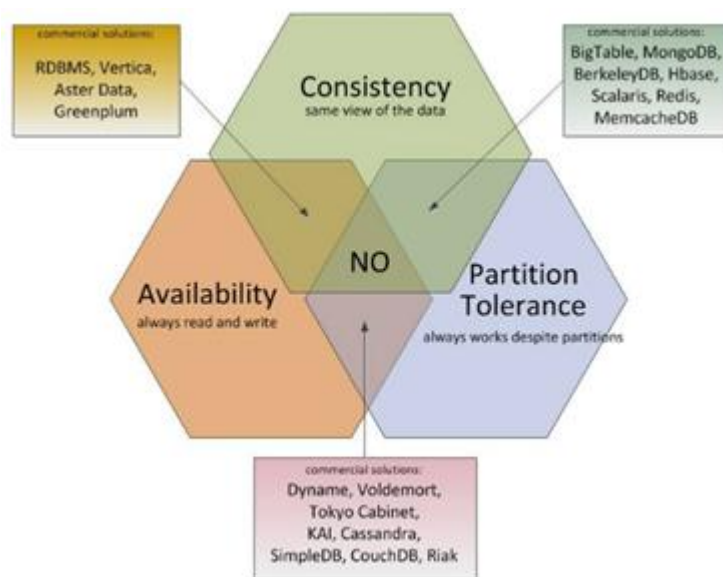 commercial solutions:
RDBMS, Vertica,
Aster Data,
Greenplum
commercial solutions:
BigTable, MongoDB,
BerkeleyDB, Hbase,
Scalaris, Redis,
MemcacheDB
Consistency
same view of the data
NO
Availability
always read and write
Partition
Tolerance
always works despite partitions
commercial solutions:
Dyname, Voldemort,
Tokyo Cabinet,
KAI, Cassandra,
SimpleDB, CouchDB, Riak